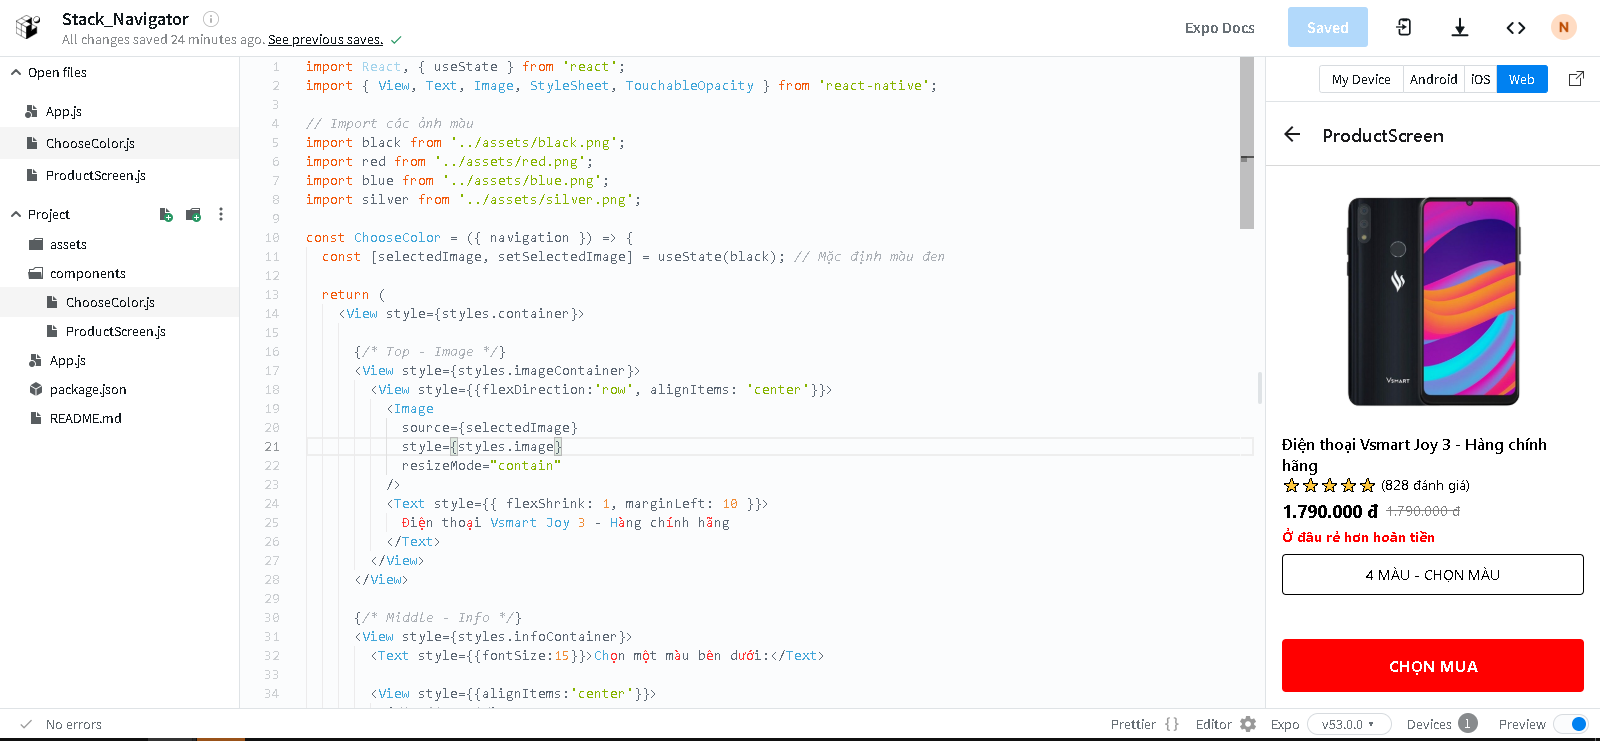 Stack_Navigator
All changes saved 24 minutes ago. See previous saves.
Expo Docs
Saved
N
Open files
App.js
ChooseColor.js
ProductScreen.js
Project
assets
components
ChooseColor.js
ProductScreen.js
App.js
package.json
README.md
1 import React, { useState } from 'react';
2 import { View, Text, Image, StyleSheet, TouchableOpacity } from 'react-native';
3
4 // Import các ảnh màu
5 import black from '../assets/black.png';
6 import red from '../assets/red.png';
7 import blue from '../assets/blue.png';
8 import silver from '../assets/silver.png';
9
10 const ChooseColor = ({ navigation }) => {
11 const [selectedImage, setSelectedImage] = useState(black); // Mặc định màu đen
12
13 return (
14 <View style={styles.container}>
15
16 {/* Top - Image */}
17 <View style={styles.imageContainer}>
18 <View style={{flexDirection:'row', alignItems: 'center'}}>
19 <Image
20 source={selectedImage}
21 style={styles.image}
22 resizeMode="contain"
23 />
24 <Text style={{ flexShrink: 1, marginLeft: 10 }}>
25 Điện thoại Vsmart Joy 3 - Hàng chính hãng
26 </Text>
27 </View>
28 </View>
29
30 {/* Middle - Info */}
31 <View style={styles.infoContainer}>
32 <Text style={{fontSize:15}}>Chọn một màu bên dưới:</Text>
33
34 <View style={{alignItems:'center'}}>
My Device
Android
iOS
Web
ProductScreen
VSMART
Điện thoại Vsmart Joy 3 - Hàng chính
hãng
(828 đánh giá)
1.790.000 đ 1.790.000 đ
Ở đâu rẻ hơn hoàn tiền
4 MÀU - CHỌN MÀU
CHỌN MUA
No errors
Prettier {}
Editor
Expo
v53.0.0
Devices 1
Preview